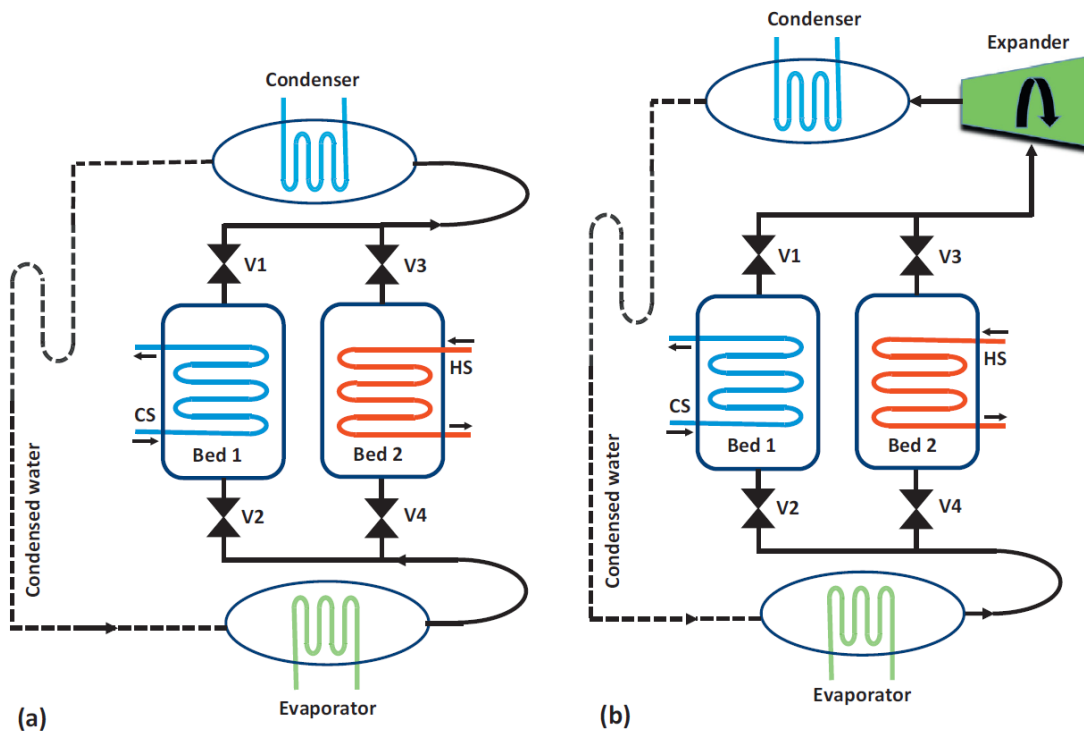 Condenser
V1
V3
HS
CS
Bed 1
Bed 2
V2
V4
Condensed water
Evaporator
(a)
Condenser
Expander
V1
V3
HS
CS
Bed 1
Bed 2
V2
V4
Condensed water
Evaporator
(b)